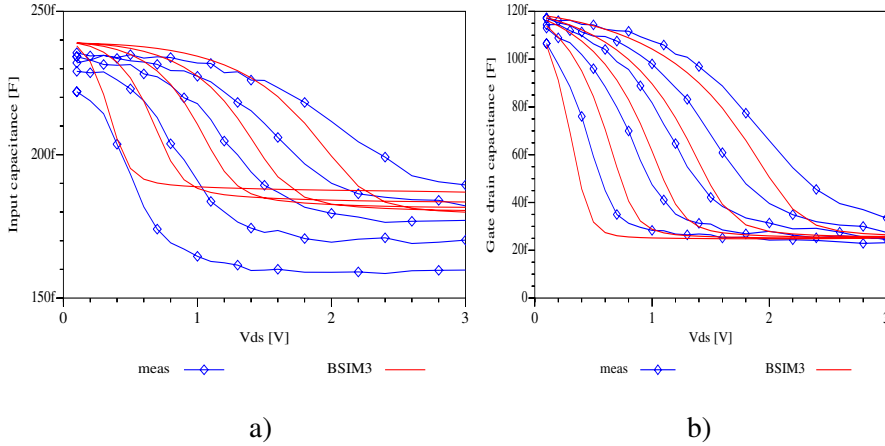 250f
200f
150f
Input capacitance [F]
0
1
2
3
Vds [V]
meas
BSIM3
a)
120f
100f
80f
60f
40f
20f
0
Gate drain capacitance [F]
0
1
2
3
Vds [V]
meas
BSIM3
b)